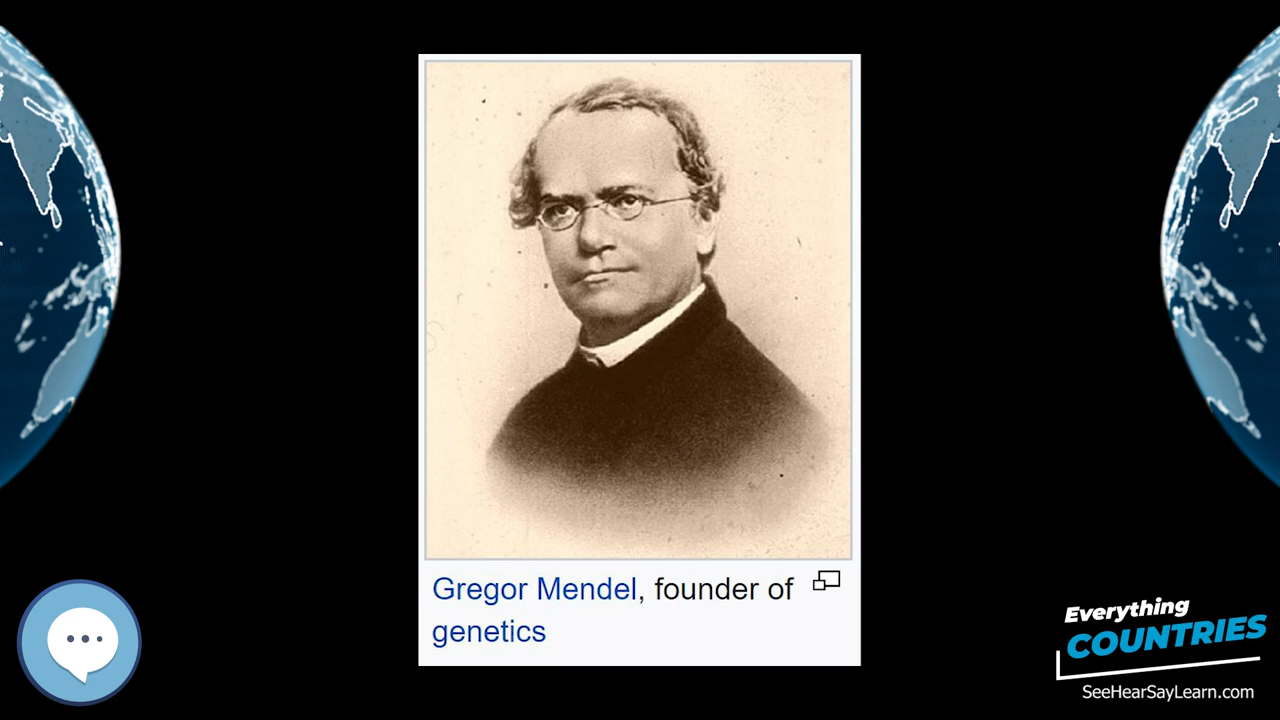 Gregor Mendel, founder of
genetics
Everything
COUNTRIES
SeeHearSayLearn.com